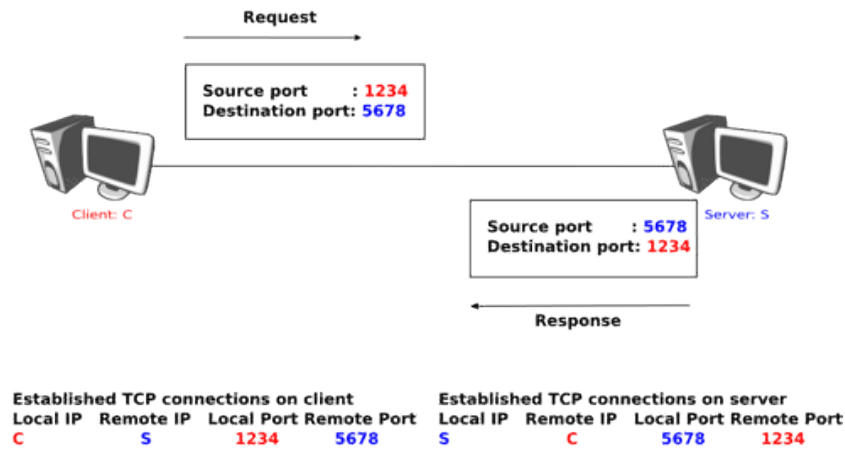 Request
Source port : 1234
Destination port: 5678
Client: C
Server: S
Source port : 5678
Destination port: 1234
Response
Established TCP connections on client
Local IP Remote IP Local Port Remote Port
C S 1234 5678
Established TCP connections on server
Local IP Remote IP Local Port Remote Port
S C 5678 1234